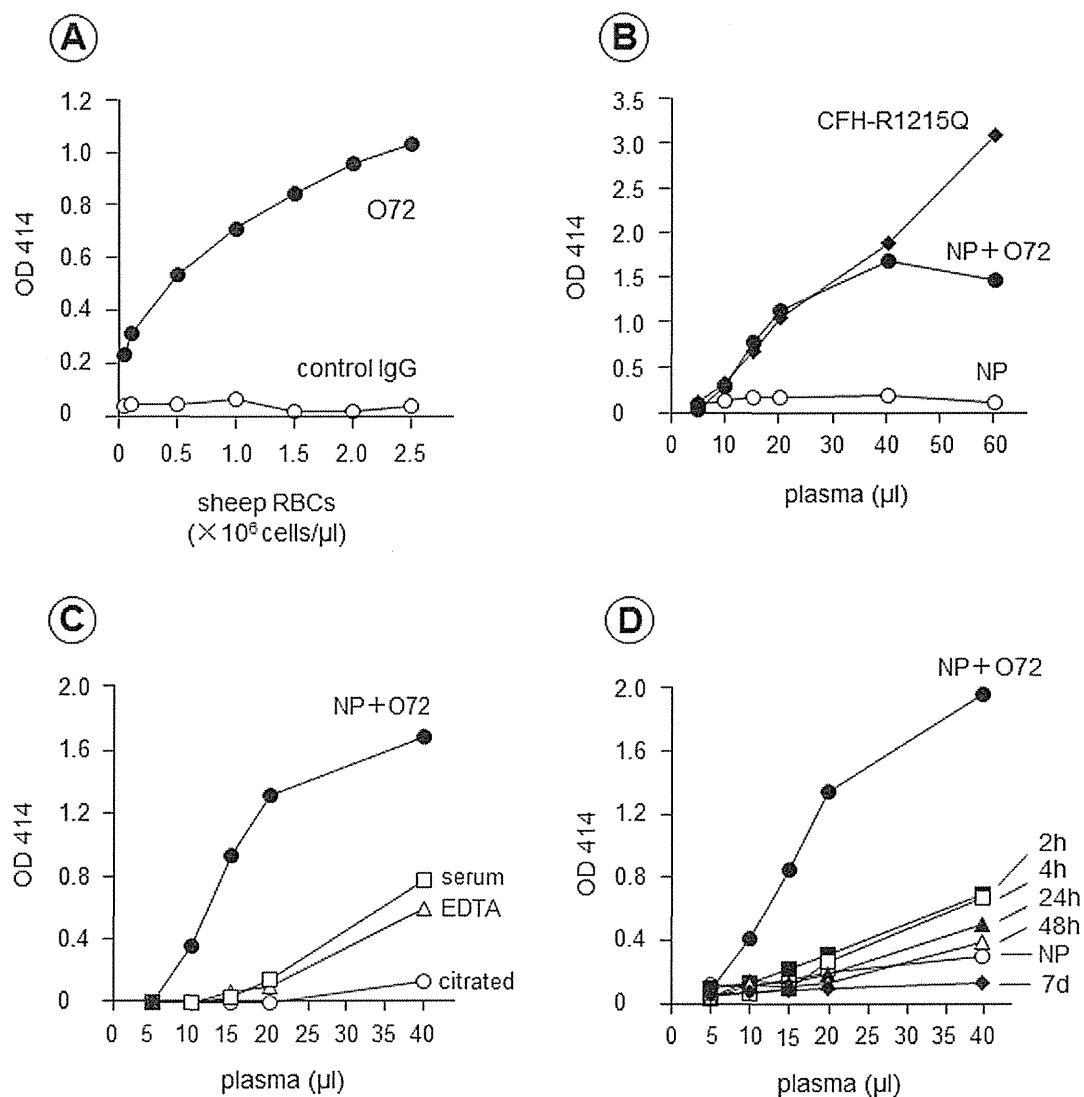 A
1.2
1.0
0.8
0.6
0.4
0.2
0
OD 414
O72
control IgG
0 0.5 1.0 1.5 2.0 2.5
sheep RBCs
(×10⁶ cells/μl)
B
3.5
3.0
2.5
2.0
1.5
1.0
0.5
0
OD 414
CFH-R1215Q
NP+O72
NP
0 10 20 30 40 50 60
plasma (μl)
C
2.0
1.6
1.2
0.8
0.4
0
OD 414
NP+O72
serum
EDTA
citrated
0 5 10 15 20 25 30 35 40
plasma (μl)
D
NP+O72
2.0
1.6
1.2
0.8
0.4
0
OD 414
2h
4h
24h
48h
NP
7d
0 5 10 15 20 25 30 35 40
plasma (μl)